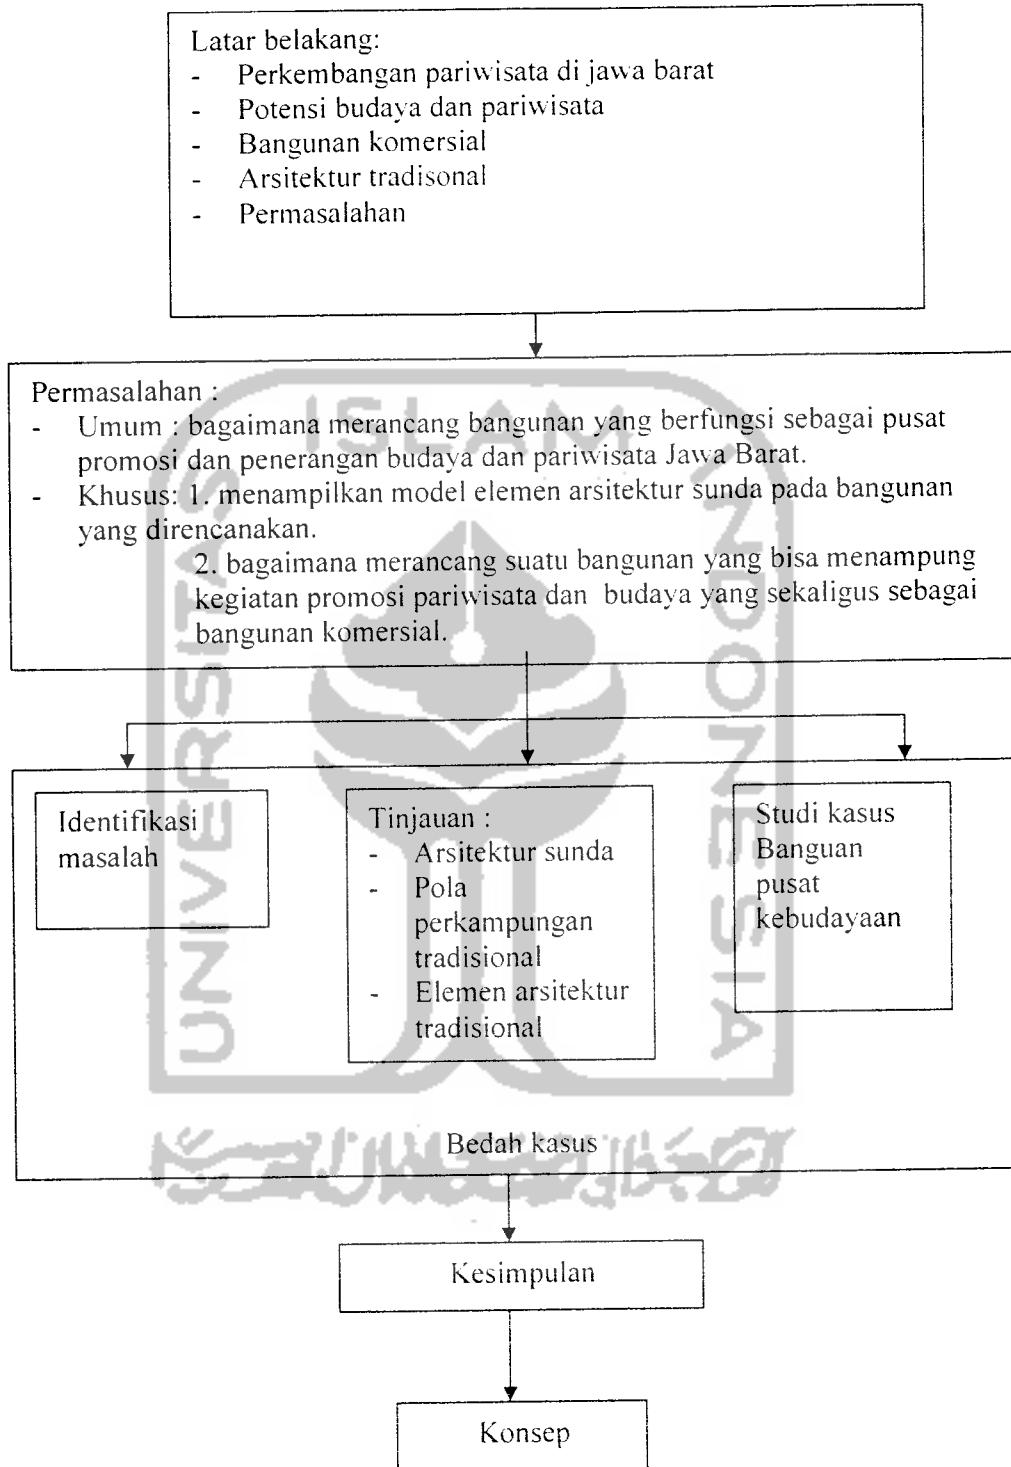 Latar belakang:
- Perkembangan pariwisata di jawa barat
- Potensi budaya dan pariwisata
- Bangunan komersial
- Arsitektur tradisonal
- Permasalahan
Permasalahan :
- Umum : bagaimana merancang bangunan yang berfungsi sebagai pusat
promosi dan penerangan budaya dan pariwisata Jawa Barat.
- Khusus: 1. menampilkan model elemen arsitektur sunda pada bangunan
yang direncanakan.
2. bagaimana merancang suatu bangunan yang bisa menampung
kegiatan promosi pariwisata dan budaya yang sekaligus sebagai
bangunan komersial.
Identifikasi
masalah
Tinjauan :
- Arsitektur sunda
- Pola
perkampungan
tradisional
- Elemen arsitektur
tradisional
Studi kasus
Banguan
pusat
kebudayaan
Bedah kasus
Kesimpulan
Konsep
UNIVERSITAS
ISLAM
INDONESIA